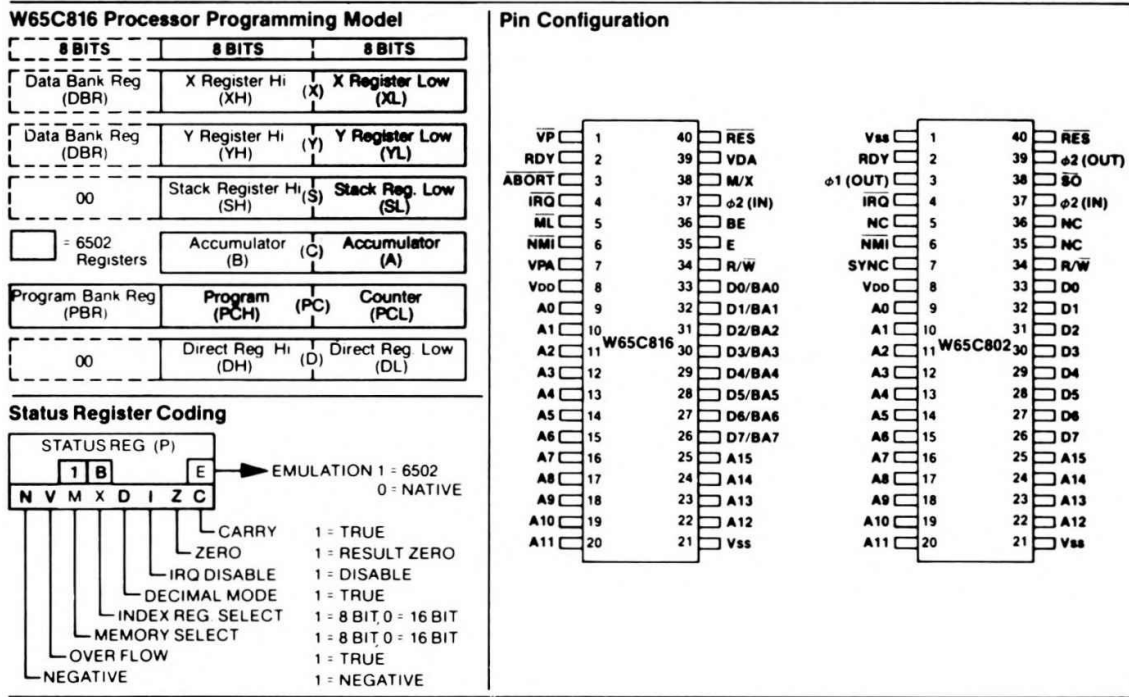 W65C816 Processor Programming Model
8 BITS 8 BITS 8 BITS
Data Bank Reg (DBR) X Register Hi (XH) (X) X Register Low (XL)
Data Bank Reg (DBR) Y Register Hi (YH) (Y) Y Register Low (YL)
00 Stack Register Hi (SH) (S) Stack Reg. Low (SL)
= 6502 Registers Accumulator (B) (C) Accumulator (A)
Program Bank Reg (PBR) Program (PCH) (PC) Counter (PCL)
00 Direct Reg Hi (DH) (D) Direct Reg. Low (DL)
Status Register Coding
STATUS REG (P)
1 B E EMULATION 1 = 6502
0 = NATIVE
N V M X D I Z C
CARRY 1 = TRUE
ZERO 1 = RESULT ZERO
IRQ DISABLE 1 = DISABLE
DECIMAL MODE 1 = TRUE
INDEX REG. SELECT 1 = 8 BIT, 0 = 16 BIT
MEMORY SELECT 1 = 8 BIT, 0 = 16 BIT
OVER FLOW 1 = TRUE
NEGATIVE 1 = NEGATIVE
Pin Configuration
VP 1 40 RES
RDY 2 39 VDA
ABORT 3 38 M/X
IRQ 4 37 ϕ2 (IN)
ML 5 36 BE
NMI 6 35 E
VPA 7 34 R/W
VDD 8 33 D0/BA0
A0 9 32 D1/BA1
A1 10 31 D2/BA2
A2 11 W65C816 30 D3/BA3
A3 12 29 D4/BA4
A4 13 28 D5/BA5
A5 14 27 D6/BA6
A6 15 26 D7/BA7
A7 16 25 A15
A8 17 24 A14
A9 18 23 A13
A10 19 22 A12
A11 20 21 Vss
Vss 1 40 RES
RDY 2 39 ϕ2 (OUT)
ϕ1 (OUT) 3 38 SO
IRQ 4 37 ϕ2 (IN)
NC 5 36 NC
NMI 6 35 NC
SYNC 7 34 R/W
VDD 8 33 D0
A0 9 32 D1
A1 10 31 D2
A2 11 W65C802 30 D3
A3 12 29 D4
A4 13 28 D5
A5 14 27 D6
A6 15 26 D7
A7 16 25 A15
A8 17 24 A14
A9 18 23 A13
A10 19 22 A12
A11 20 21 Vss